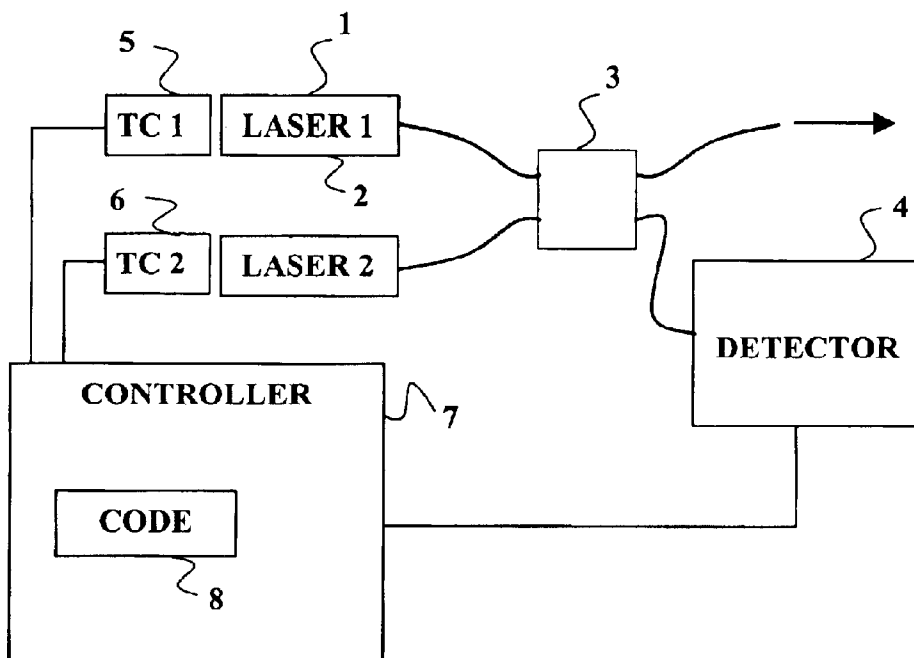 5
1
3
TC 1
LASER 1
6
2
4
TC 2
LASER 2
DETECTOR
CONTROLLER
7
CODE
8